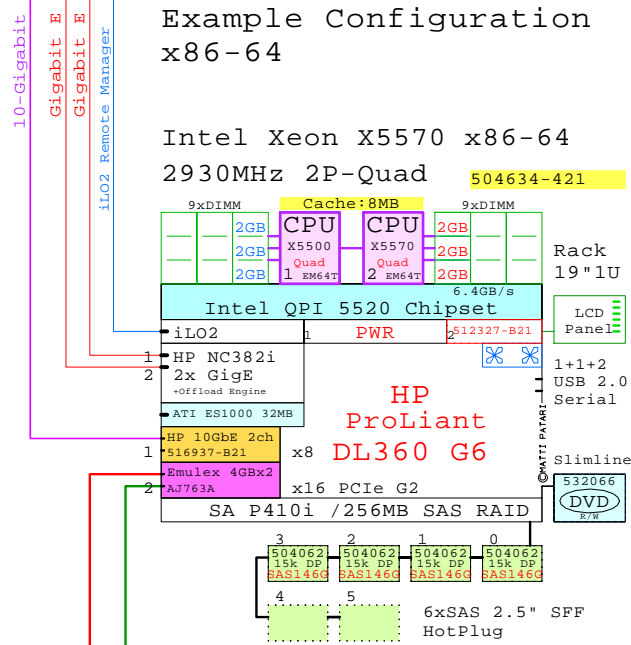 Example Configuration
x86-64
10-Gigabit
Gigabit E
Gigabit E
iLO2 Remote Manager
Intel Xeon X5570 x86-64
2930MHz 2P-Quad
504634-421
9xDIMM
Cache:8MB
9xDIMM
2GB
CPU
CPU
2GB
2GB
X5500
X5570
2GB
Quad
Quad
2GB
1 EM64T
2 EM64T
2GB
Rack
19"1U
6.4GB/s
Intel QPI 5520 Chipset
iLO2
1
PWR
2
512327-B21
LCD
Panel
1
HP NC382i
2
2x GigE
+Offload Engine
1+1+2
USB 2.0
Serial
ATI ES1000 32MB
HP
ProLiant
DL360 G6
©MATTI PATARI
HP 10GbE 2ch
1
516937-B21
x8
Emulex 4GBx2
2
AJ763A
x16 PCIe G2
Slimline
532066
DVD
R/W
SA P410i /256MB SAS RAID
3
2
1
0
504062
15k DP
SAS146G
504062
15k DP
SAS146G
504062
15k DP
SAS146G
504062
15k DP
SAS146G
4
5
6xSAS 2.5" SFF
HotPlug